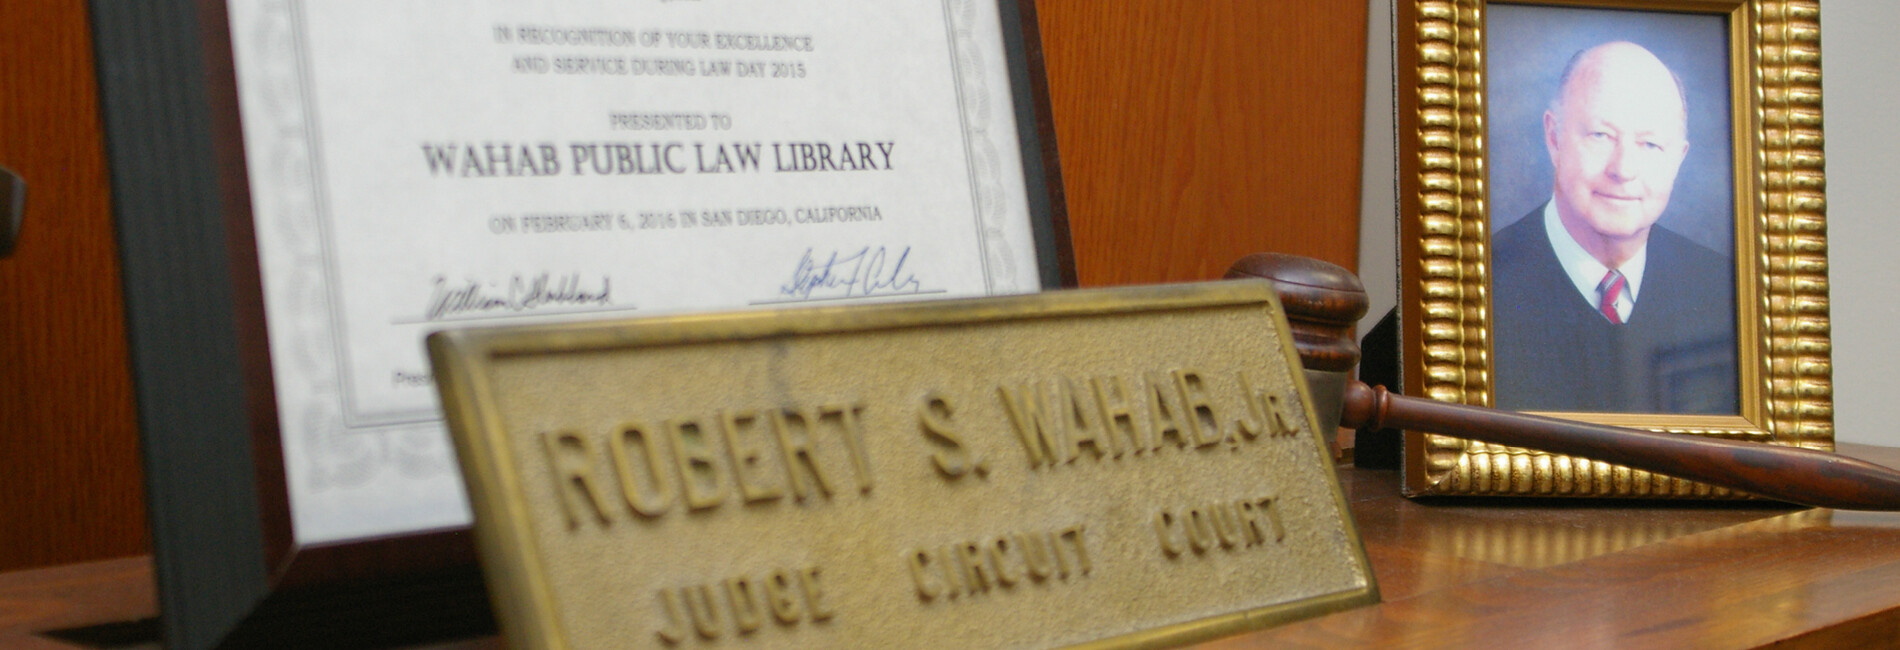 IN RECOGNITION OF YOUR EXCELLENCE
AND SERVICE DURING LAW DAY 2015
PRESENTED TO
WAHAB PUBLIC LAW LIBRARY
ON FEBRUARY 6, 2016 IN SAN DIEGO, CALIFORNIA
ROBERT S. WAHAB, JR.
JUDGE CIRCUIT COURT